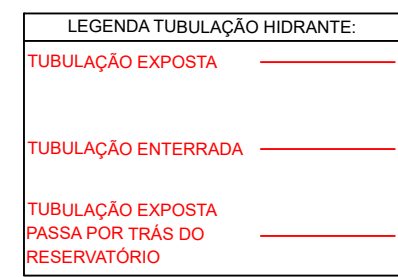 LEGENDA TUBULAÇÃO HIDRANTE:
TUBULAÇÃO EXPOSTA
TUBULAÇÃO ENTERRADA
TUBULAÇÃO EXPOSTA
PASSA POR TRÁS DO
RESERVATÓRIO